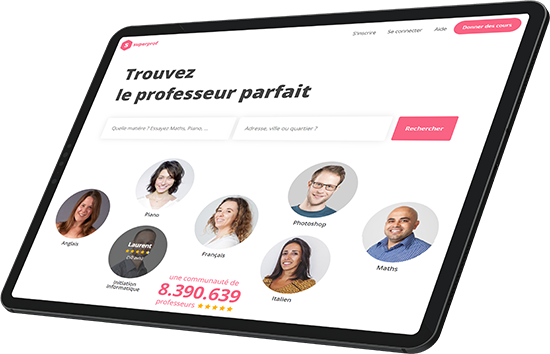 superprof
S'inscrire
Se connecter
Aide
Donner des cours
Trouvez
le professeur parfait
Quelle matière ? Essayez Maths, Piano, ...
Adresse, ville ou quartier ?
Rechercher
Piano
Photoshop
Anglais
Laurent
Français
Maths
Initiation
informatique
Italien
une communauté de
8.390.639
professeurs